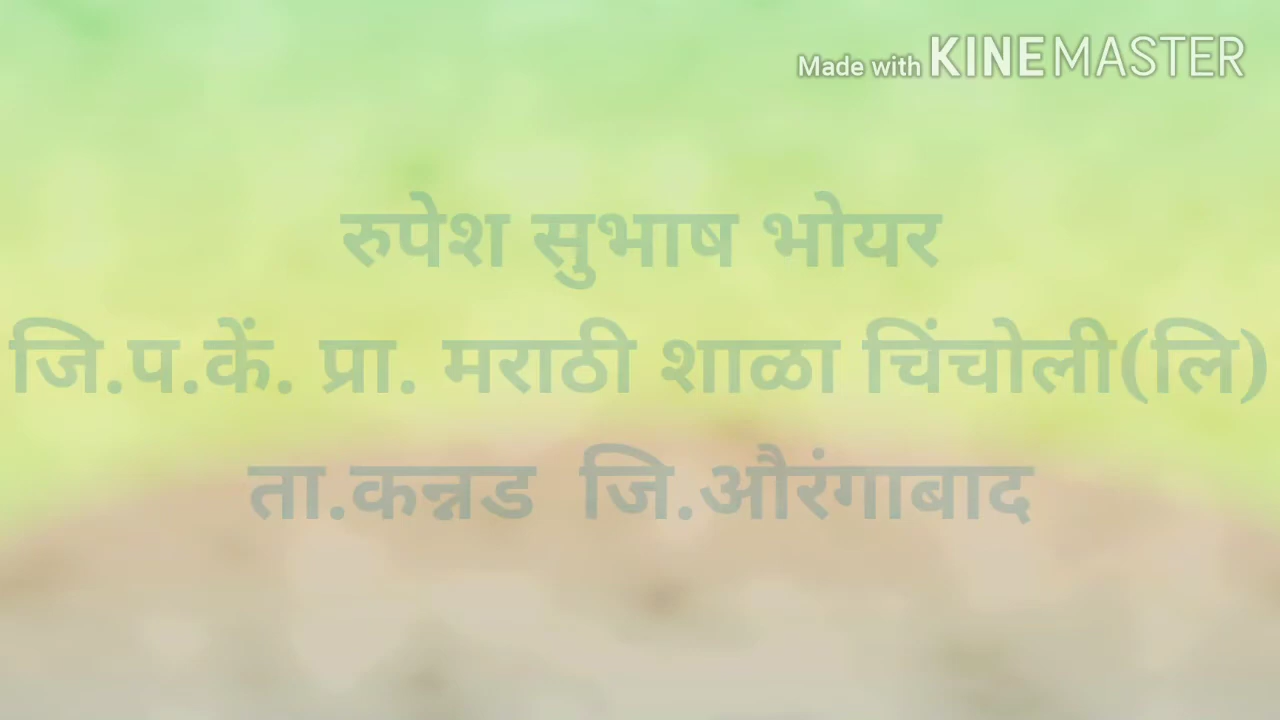 Made with KINEMASTER
रुपेश सुभाष भोयर
जि.प.कें. प्रा. मराठी शाळा चिंचोली(लि)
ता.कन्नड जि.औरंगाबाद